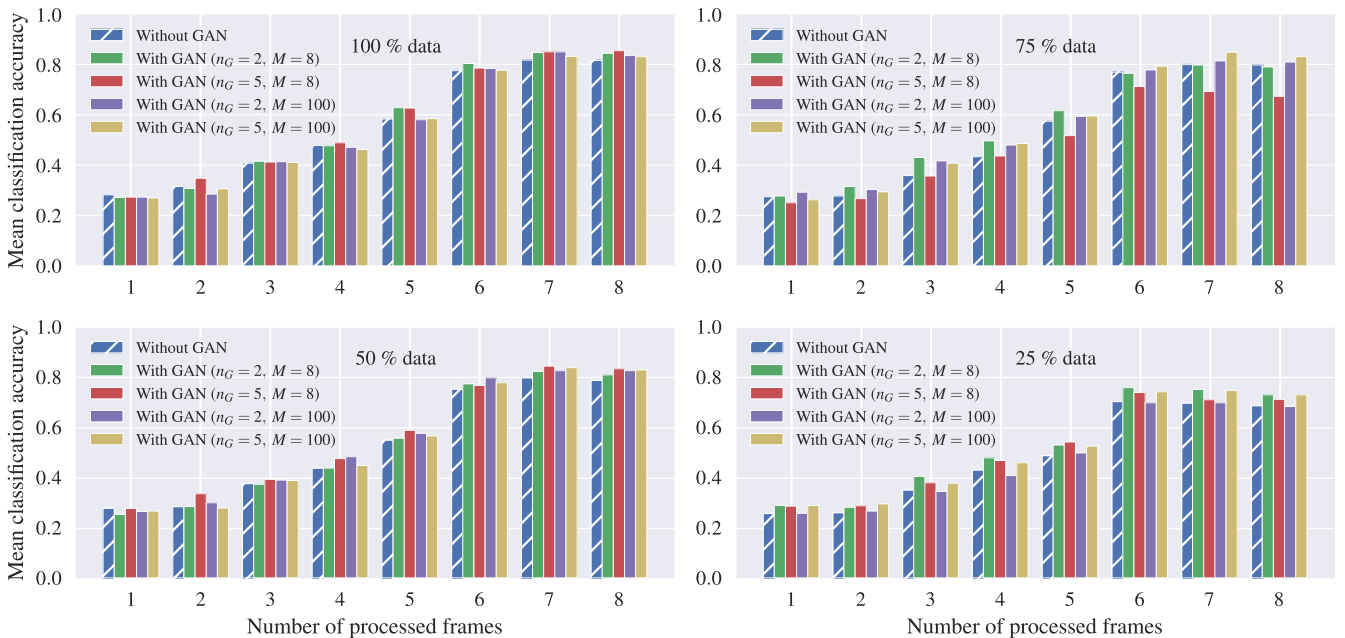 Mean classification accuracy
1.0
0.8
0.6
0.4
0.2
0.0
100 % data
Without GAN
With GAN (n_G = 2, M = 8)
With GAN (n_G = 5, M = 8)
With GAN (n_G = 2, M = 100)
With GAN (n_G = 5, M = 100)
1 2 3 4 5 6 7 8
1.0
0.8
0.6
0.4
0.2
0.0
75 % data
Without GAN
With GAN (n_G = 2, M = 8)
With GAN (n_G = 5, M = 8)
With GAN (n_G = 2, M = 100)
With GAN (n_G = 5, M = 100)
1 2 3 4 5 6 7 8
Mean classification accuracy
1.0
0.8
0.6
0.4
0.2
0.0
50 % data
Without GAN
With GAN (n_G = 2, M = 8)
With GAN (n_G = 5, M = 8)
With GAN (n_G = 2, M = 100)
With GAN (n_G = 5, M = 100)
1 2 3 4 5 6 7 8
Number of processed frames
1.0
0.8
0.6
0.4
0.2
0.0
25 % data
Without GAN
With GAN (n_G = 2, M = 8)
With GAN (n_G = 5, M = 8)
With GAN (n_G = 2, M = 100)
With GAN (n_G = 5, M = 100)
1 2 3 4 5 6 7 8
Number of processed frames